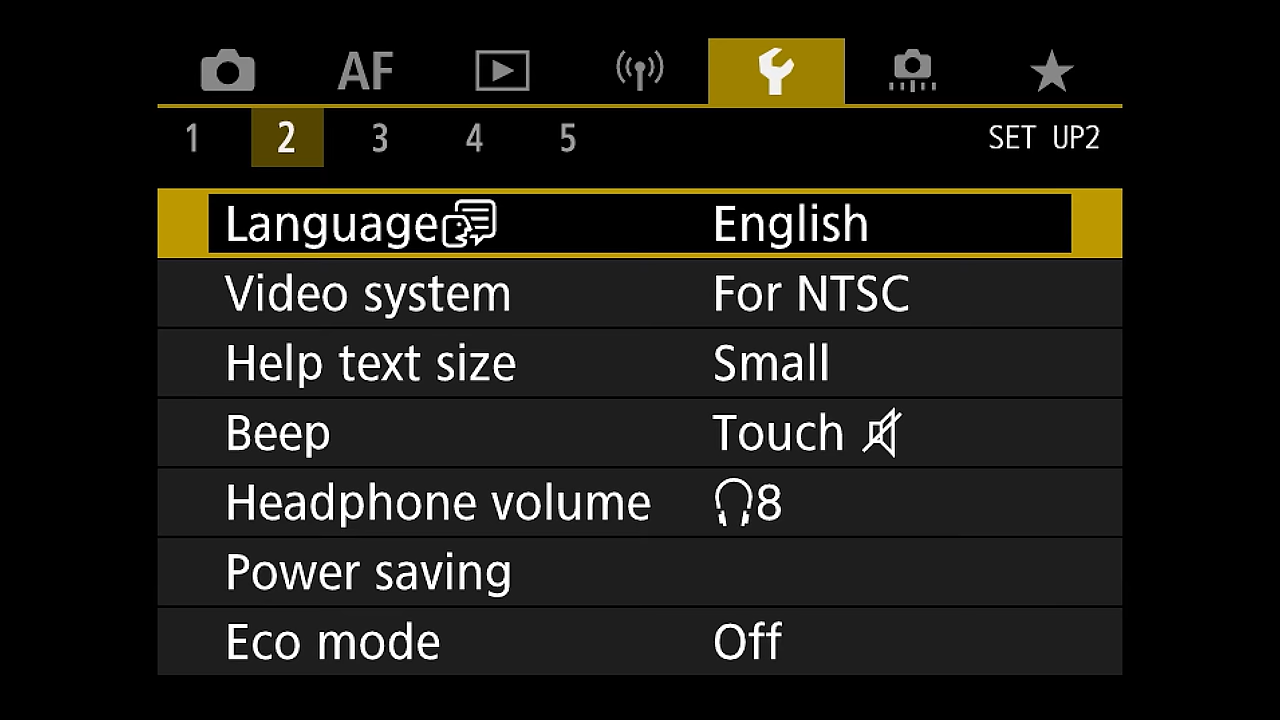 AF
1 2 3 4 5 SET UP2
Language English
Video system For NTSC
Help text size Small
Beep Touch
Headphone volume 8
Power saving
Eco mode Off